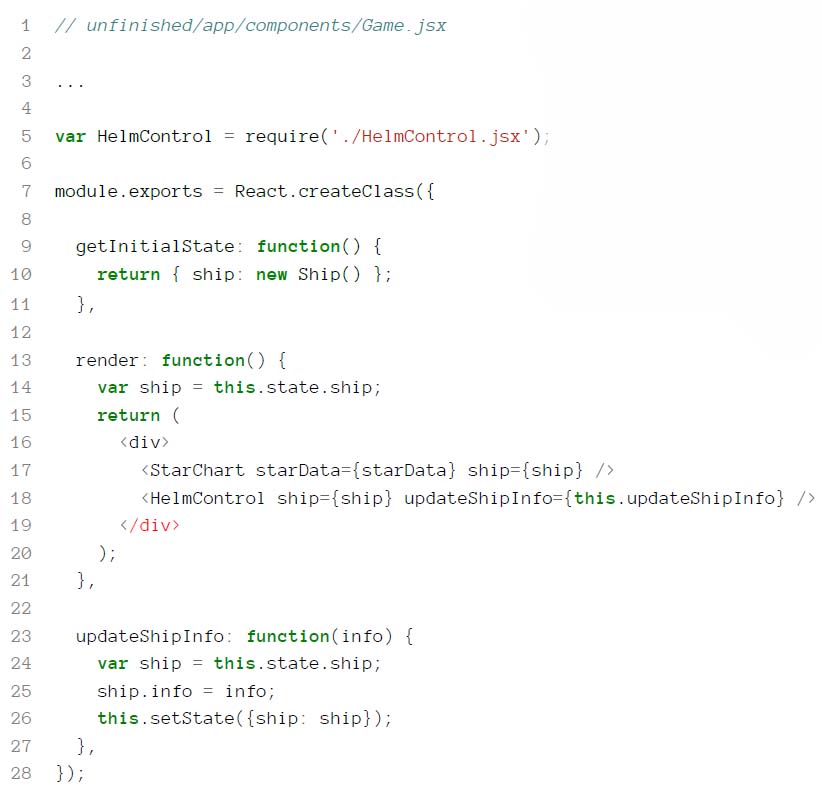 1 // unfinished/app/components/Game.jsx
2
3 ...
4
5 var HelmControl = require('./HelmControl.jsx');
6
7 module.exports = React.createClass({
8
9   getInitialState: function() {
10     return { ship: new Ship() };
11   },
12
13   render: function() {
14     var ship = this.state.ship;
15     return (
16       <div>
17         <StarChart starData={starData} ship={ship} />
18         <HelmControl ship={ship} updateShipInfo={this.updateShipInfo} />
19       </div>
20     );
21   },
22
23   updateShipInfo: function(info) {
24     var ship = this.state.ship;
25     ship.info = info;
26     this.setState({ship: ship});
27   },
28 });